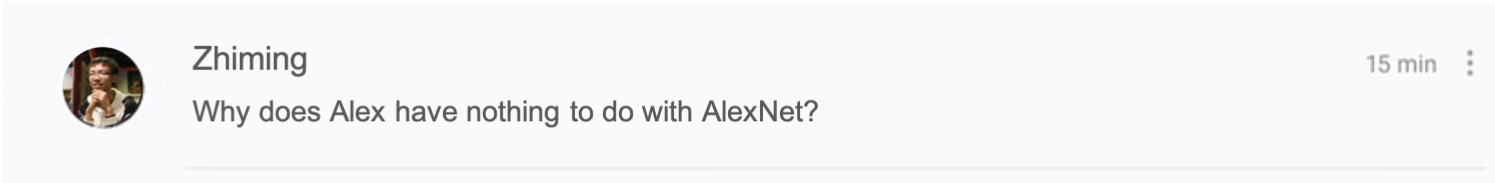 Zhiming
15 min
Why does Alex have nothing to do with AlexNet?